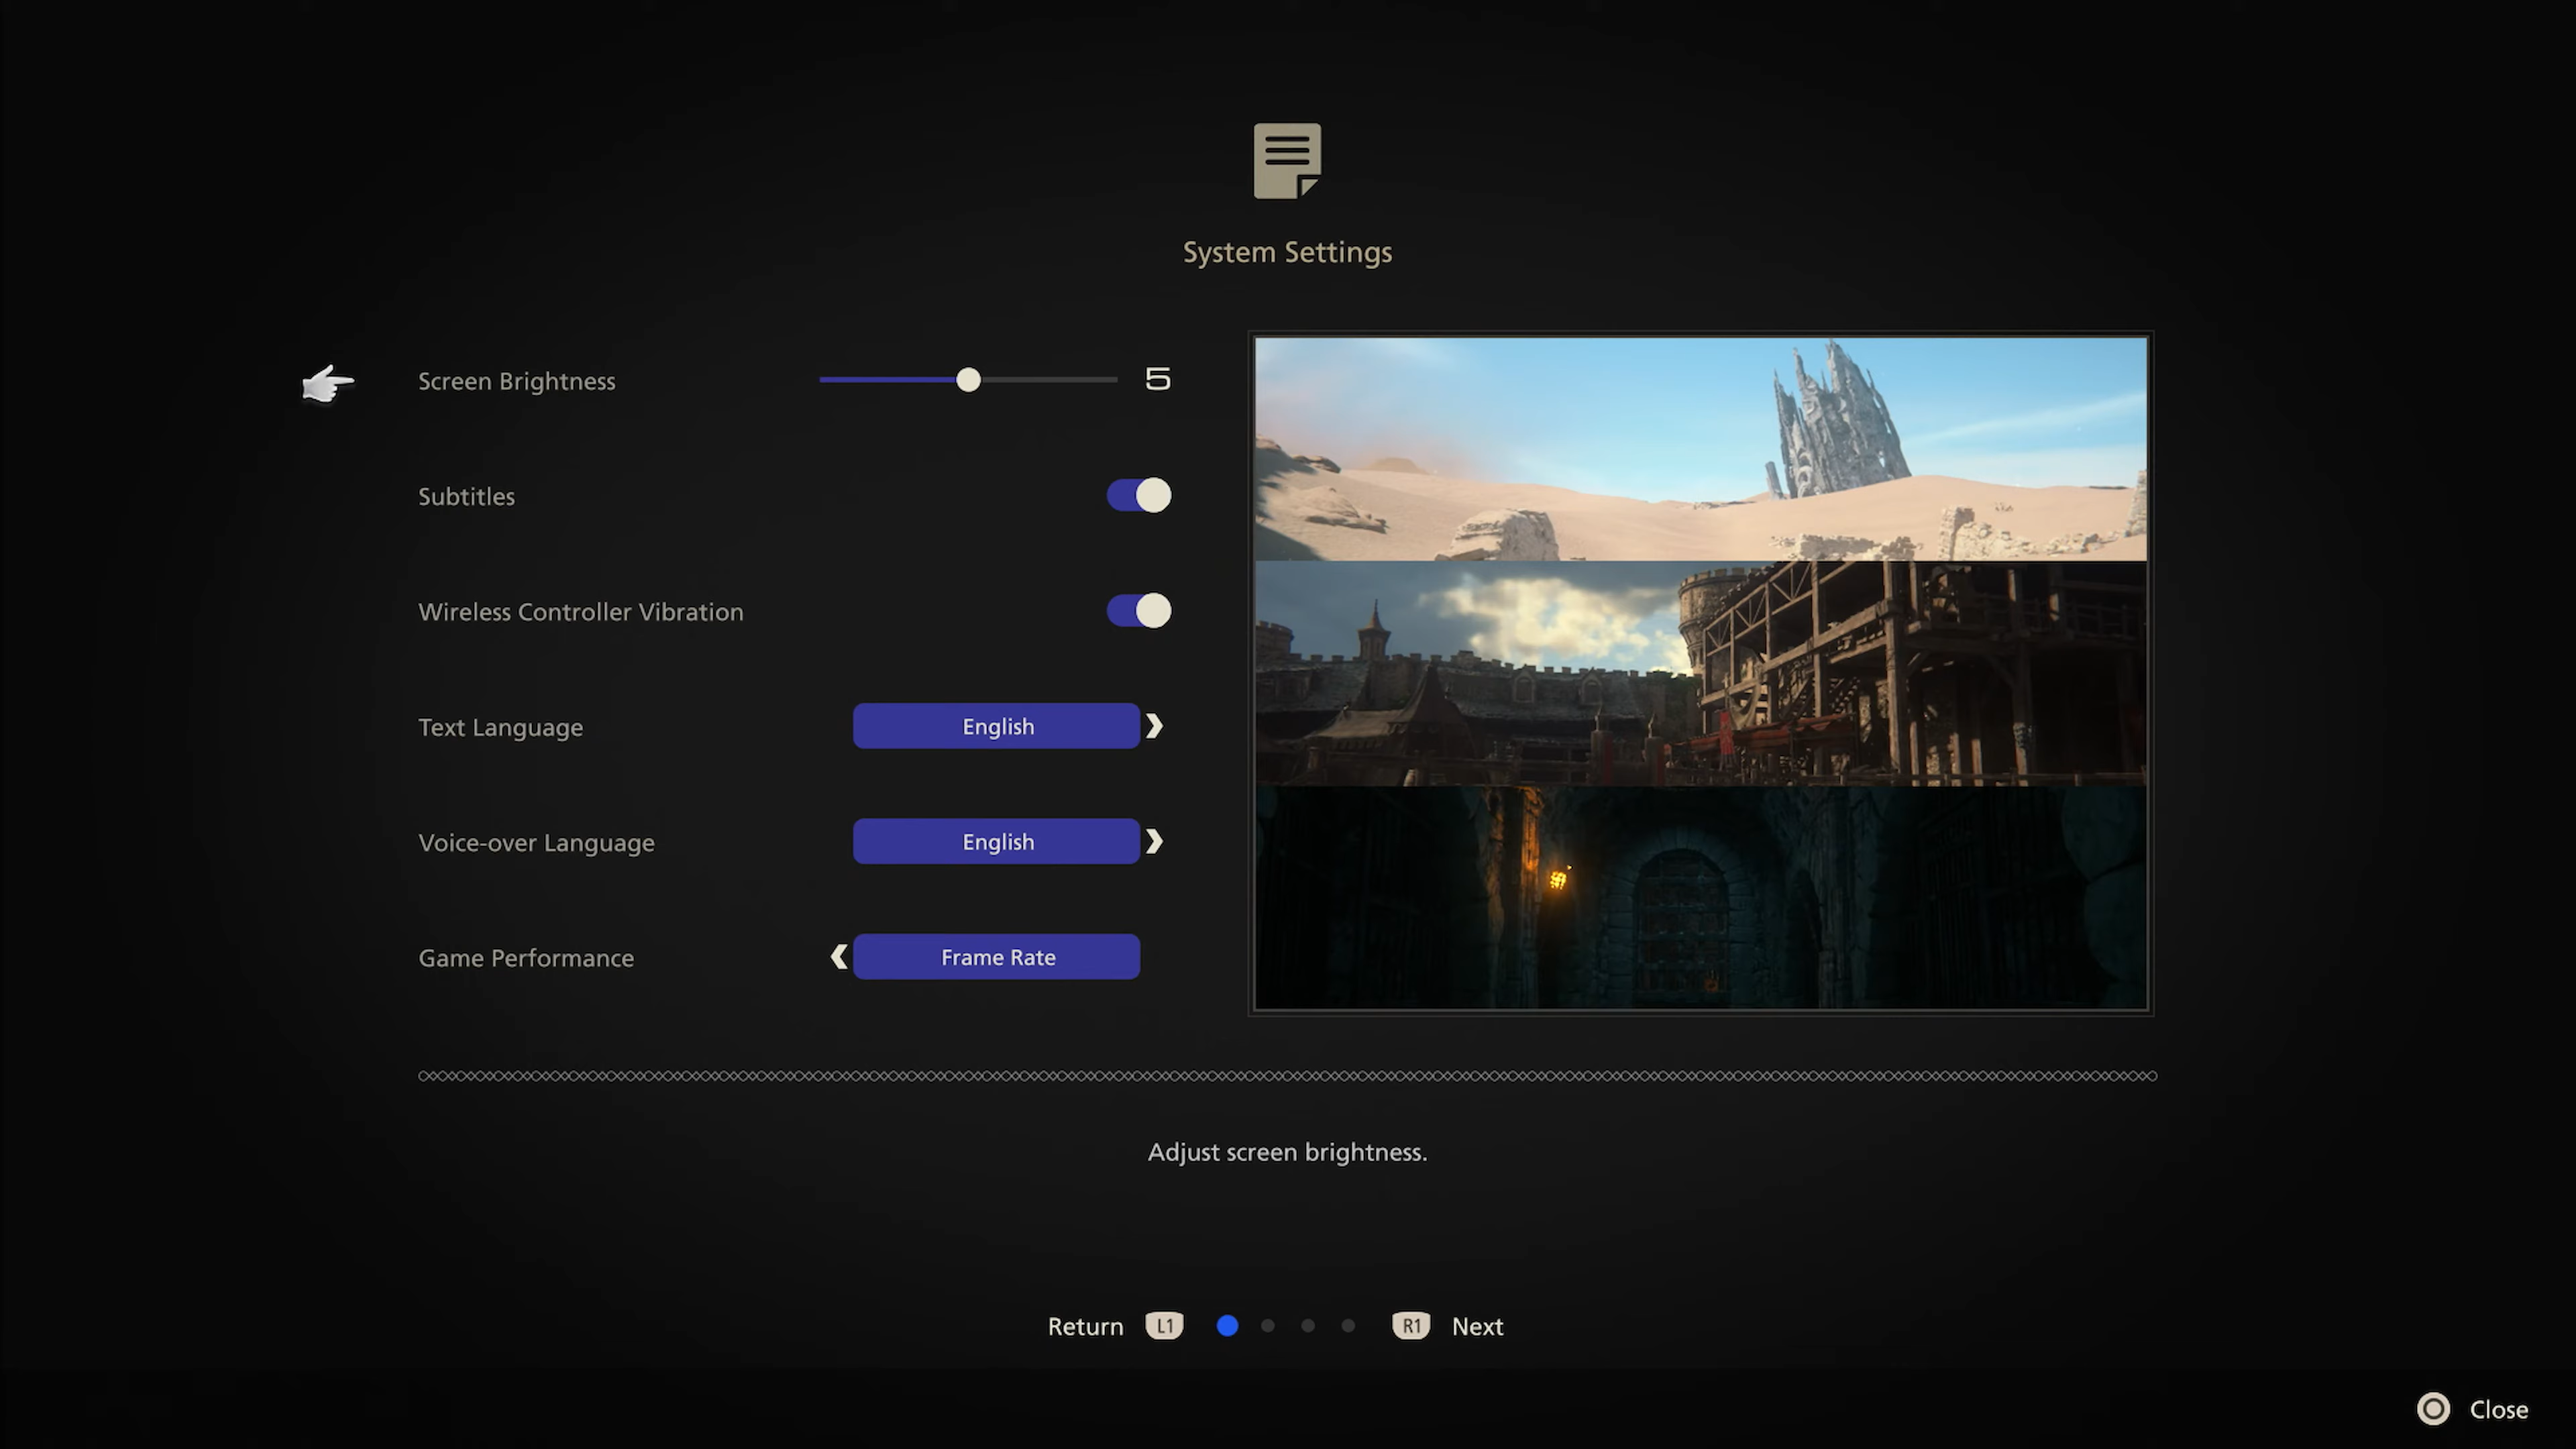 System Settings
Screen Brightness 5
Subtitles
Wireless Controller Vibration
Text Language English
Voice-over Language English
Game Performance Frame Rate
Adjust screen brightness.
Return L1 R1 Next
Close